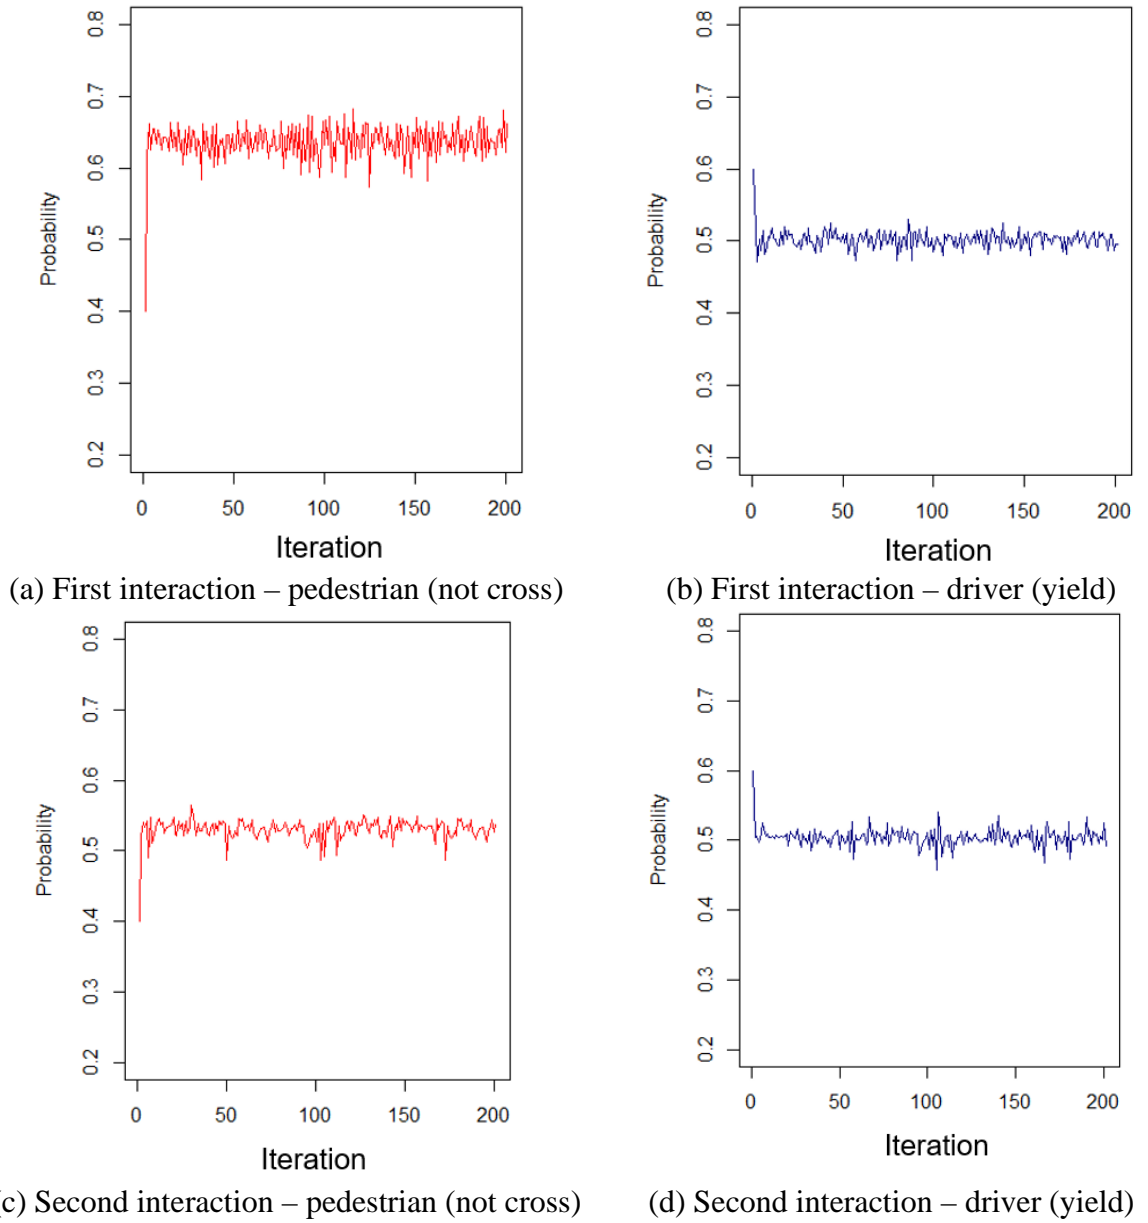 0.8
0.7
0.6
0.5
0.4
0.3
0.2
Probability
0 50 100 150 200
Iteration
(a) First interaction – pedestrian (not cross)
0.8
0.7
0.6
0.5
0.4
0.3
0.2
Probability
0 50 100 150 200
Iteration
(b) First interaction – driver (yield)
0.8
0.7
0.6
0.5
0.4
0.3
0.2
Probability
0 50 100 150 200
Iteration
c) Second interaction – pedestrian (not cross)
0.8
0.7
0.6
0.5
0.4
0.3
0.2
Probability
0 50 100 150 200
Iteration
(d) Second interaction – driver (yield)